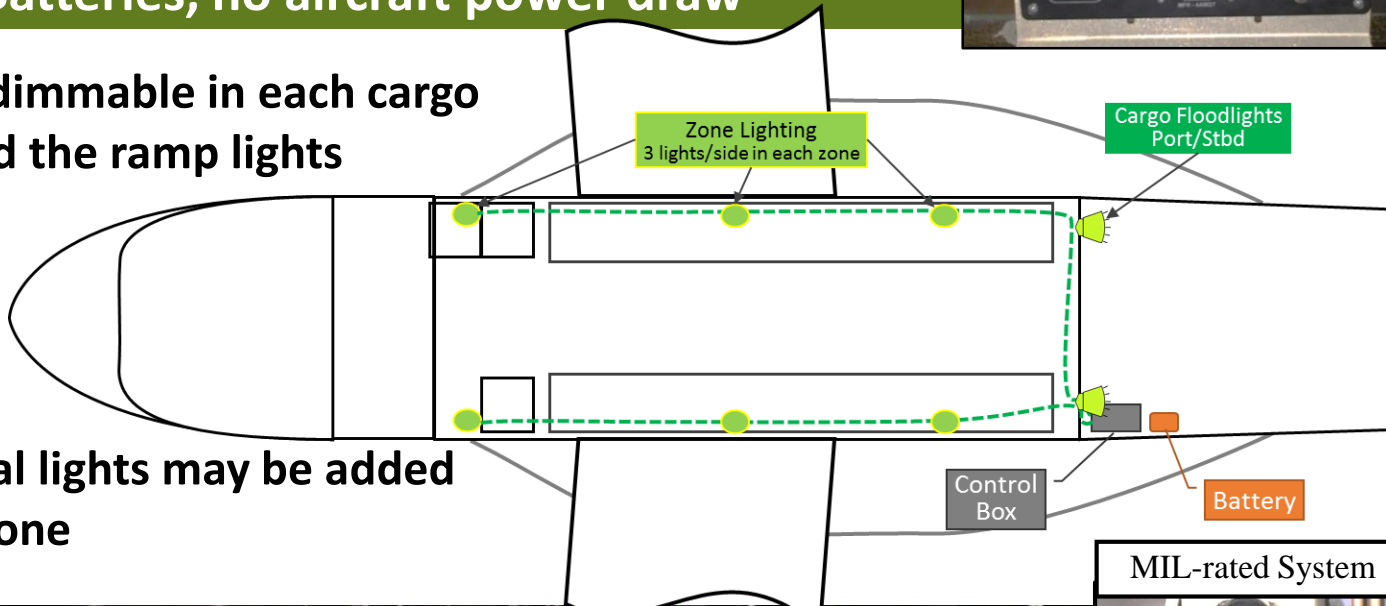 batteries, no aircraft power draw
dimmable in each cargo
d the ramp lights
Zone Lighting
3 lights/side in each zone
Cargo Floodlights
Port/Stbd
al lights may be added
one
Control
Box
Battery
MIL-rated System